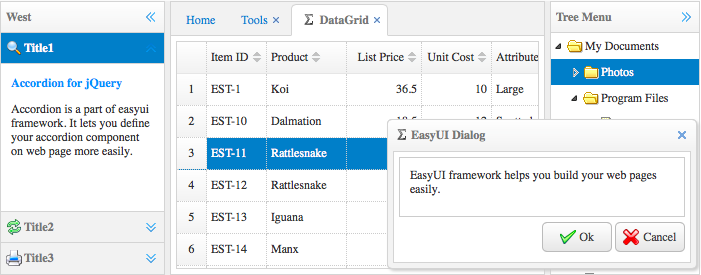 West
Title1
Accordion for jQuery
Accordion is a part of easyui
framework. It lets you define
your accordion component
on web page more easily.
Title2
Title3
Home Tools DataGrid
Item ID Product List Price Unit Cost Attribute
1 EST-1 Koi 36.5 10 Large
2 EST-10 Dalmation
3 EST-11 Rattlesnake
4 EST-12 Rattlesnake
5 EST-13 Iguana
6 EST-14 Manx
Σ EasyUI Dialog
EasyUI framework helps you build your web pages
easily.
Ok Cancel
Tree Menu
My Documents
Photos
Program Files